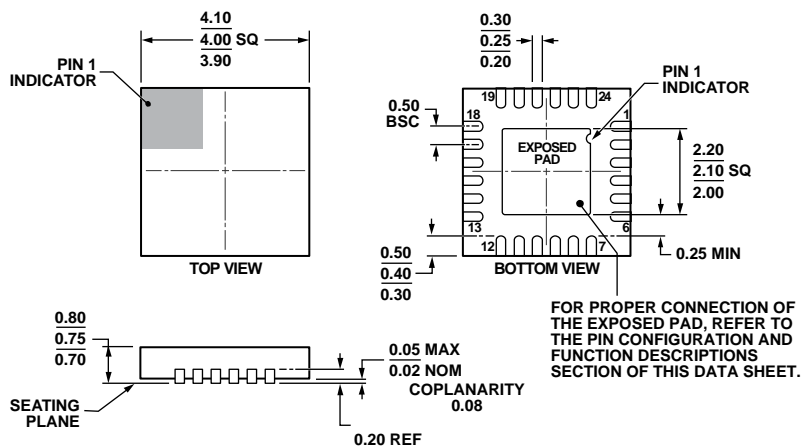 4.10
4.00 SQ
3.90
PIN 1
INDICATOR
TOP VIEW
0.30
0.25
0.20
PIN 1
INDICATOR
0.50
BSC
19
24
18
1
EXPOSED
PAD
2.20
2.10 SQ
2.00
13
6
12
7
BOTTOM VIEW
0.50
0.40
0.30
0.25 MIN
FOR PROPER CONNECTION OF
THE EXPOSED PAD, REFER TO
THE PIN CONFIGURATION AND
FUNCTION DESCRIPTIONS
SECTION OF THIS DATA SHEET.
0.80
0.75
0.70
SEATING
PLANE
0.05 MAX
0.02 NOM
COPLANARITY
0.08
0.20 REF